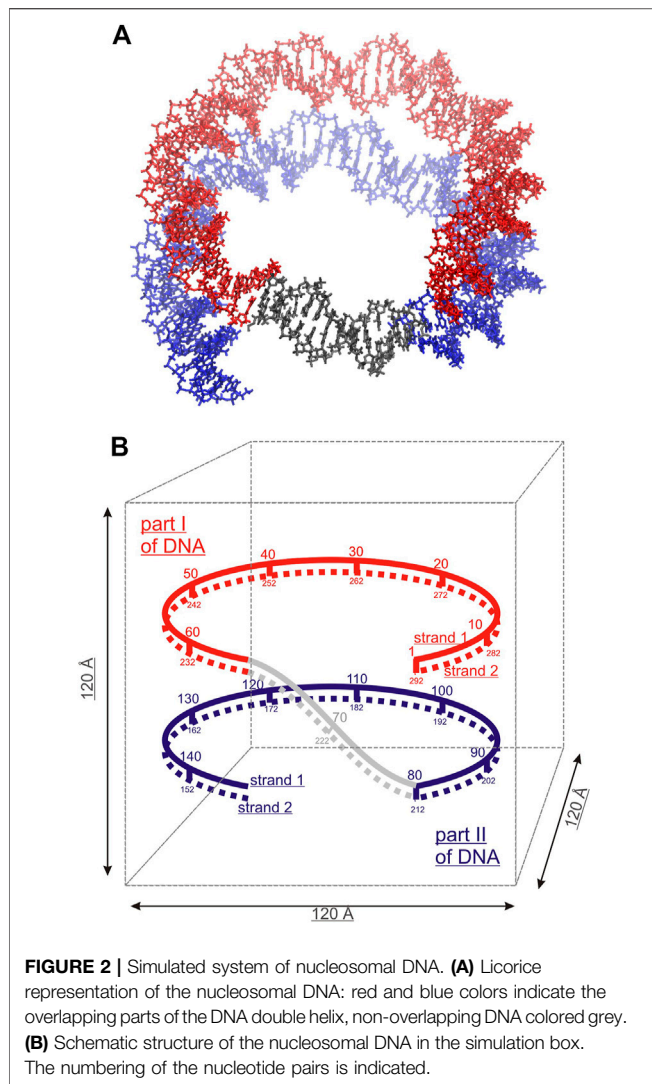 A
B
part I
of DNA
50
242
40
252
30
262
20
272
10
282
60
232
strand 1
1
292
strand 2
120 Å
130
162
120
172
110
182
100
192
70
222
90
202
140
152
strand 1
strand 2
80
212
part II
of DNA
120 Å
120 Å
FIGURE 2 | Simulated system of nucleosomal DNA. (A) Licorice
representation of the nucleosomal DNA: red and blue colors indicate the
overlapping parts of the DNA double helix, non-overlapping DNA colored grey.
(B) Schematic structure of the nucleosomal DNA in the simulation box.
The numbering of the nucleotide pairs is indicated.